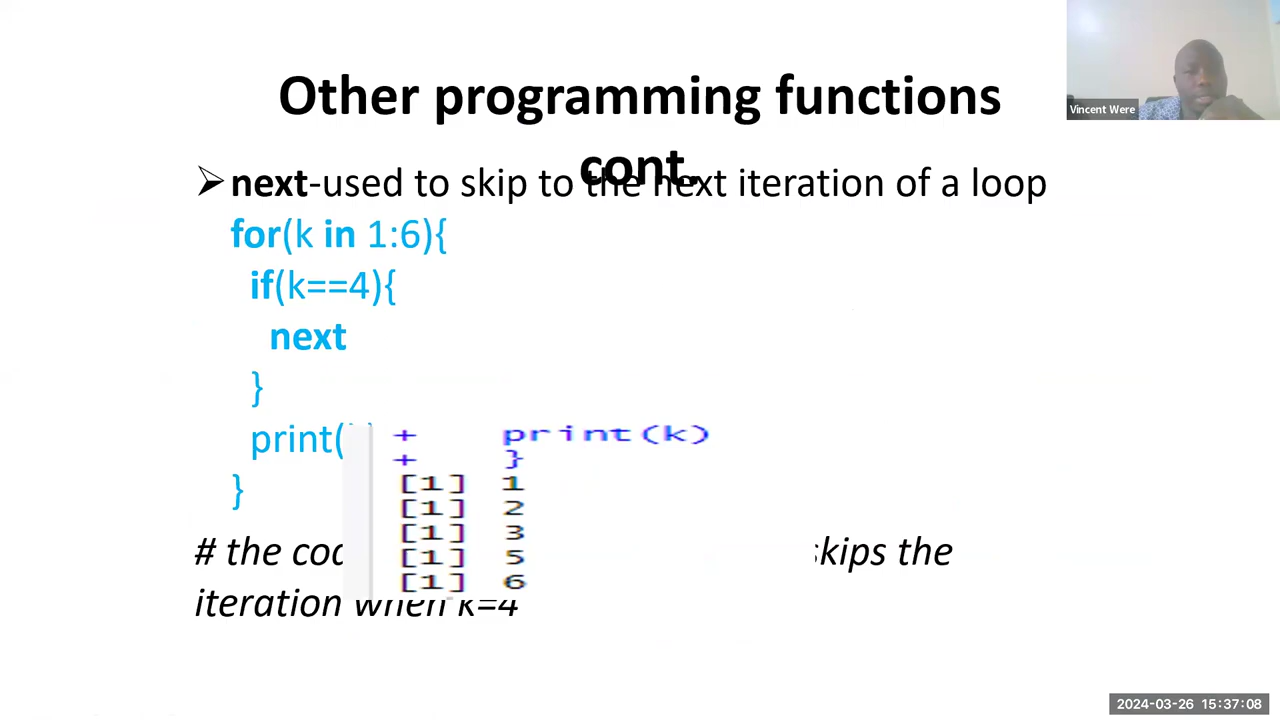 Other programming functions
cont.
Vincent Were
➢next-used to skip to the next iteration of a loop
for(k in 1:6){
if(k==4){
next
}
print(
}
+ print(k)
+ }
[1] 1
[1] 2
[1] 3
[1] 5
[1] 6
# the skips the
iteration when k=4
2024-03-26 15:37:08